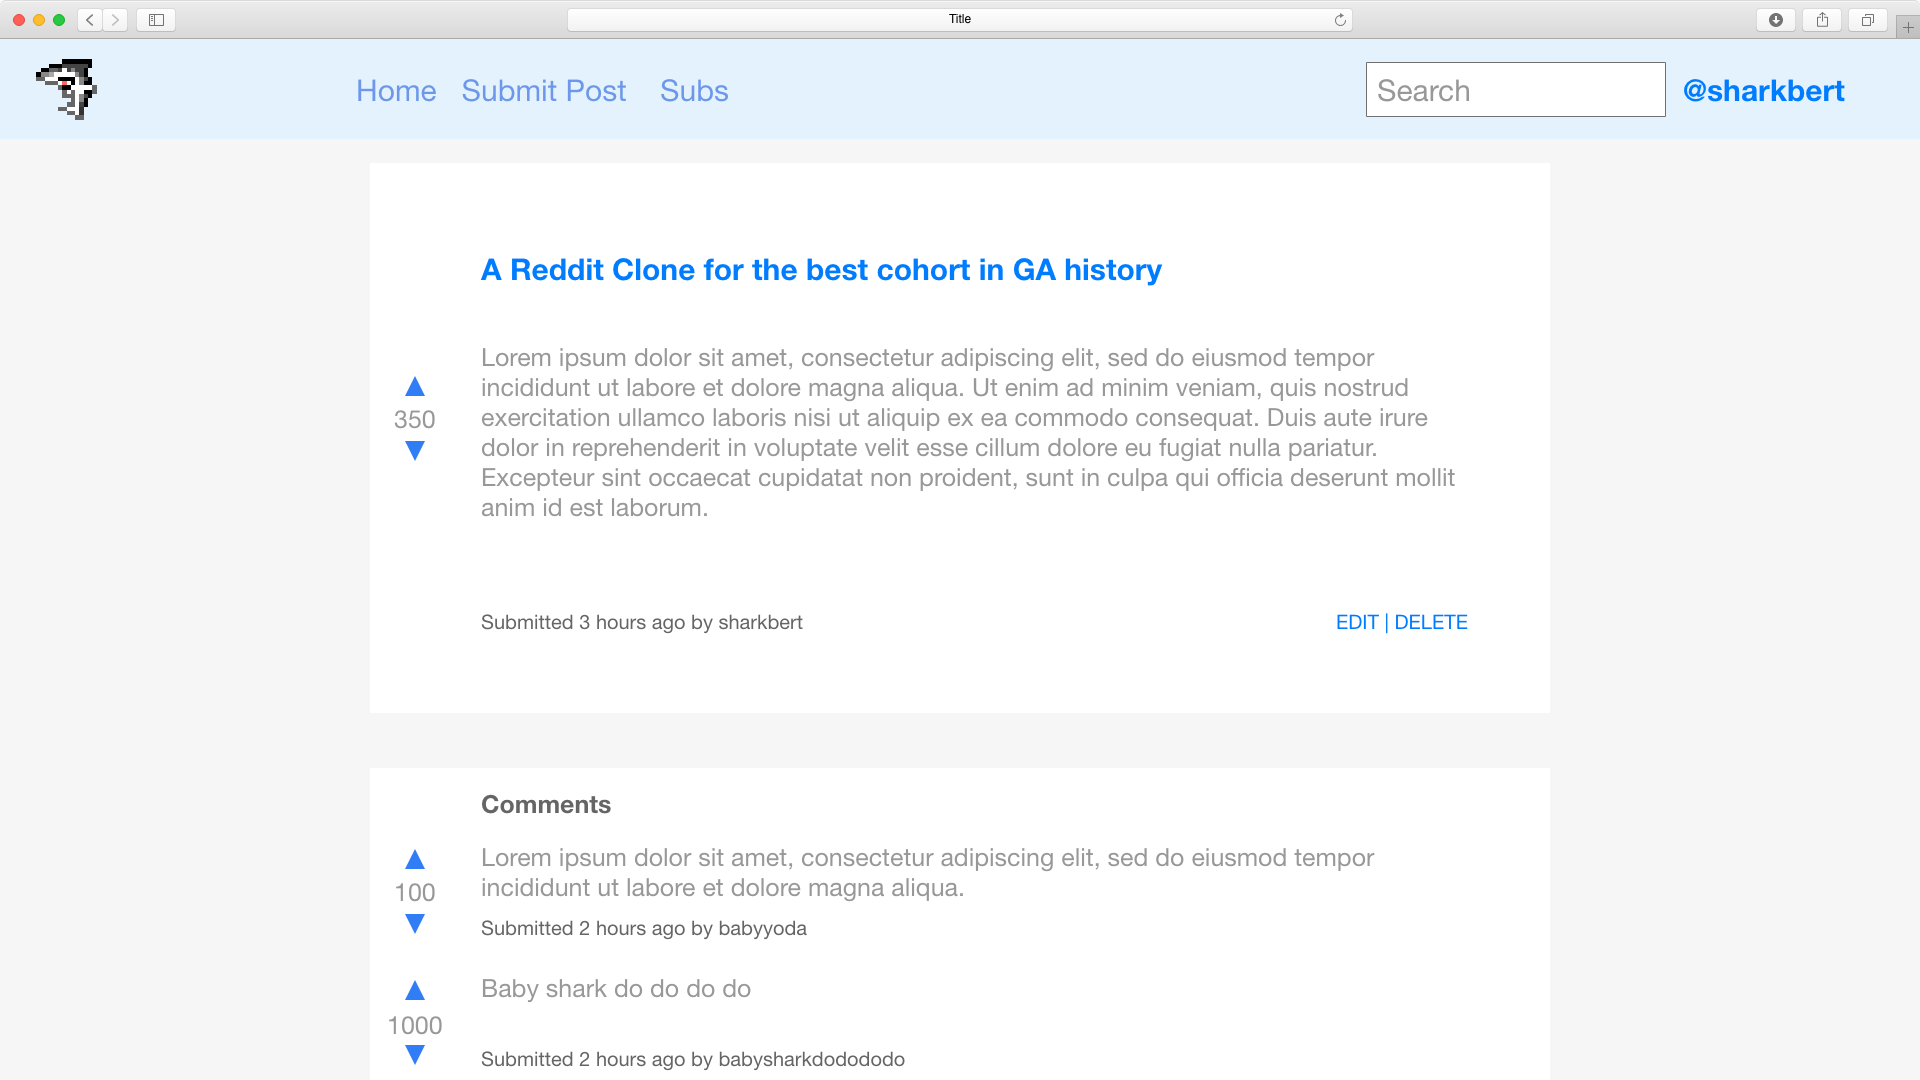 Title
Home Submit Post Subs Search @sharkbert
A Reddit Clone for the best cohort in GA history
Lorem ipsum dolor sit amet, consectetur adipiscing elit, sed do eiusmod tempor
incididunt ut labore et dolore magna aliqua. Ut enim ad minim veniam, quis nostrud
exercitation ullamco laboris nisi ut aliquip ex ea commodo consequat. Duis aute irure
dolor in reprehenderit in voluptate velit esse cillum dolore eu fugiat nulla pariatur.
Excepteur sint occaecat cupidatat non proident, sunt in culpa qui officia deserunt mollit
anim id est laborum.
350
Submitted 3 hours ago by sharkbert
EDIT | DELETE
Comments
Lorem ipsum dolor sit amet, consectetur adipiscing elit, sed do eiusmod tempor
incididunt ut labore et dolore magna aliqua.
100
Submitted 2 hours ago by babyyoda
Baby shark do do do do
1000
Submitted 2 hours ago by babysharkdodododo